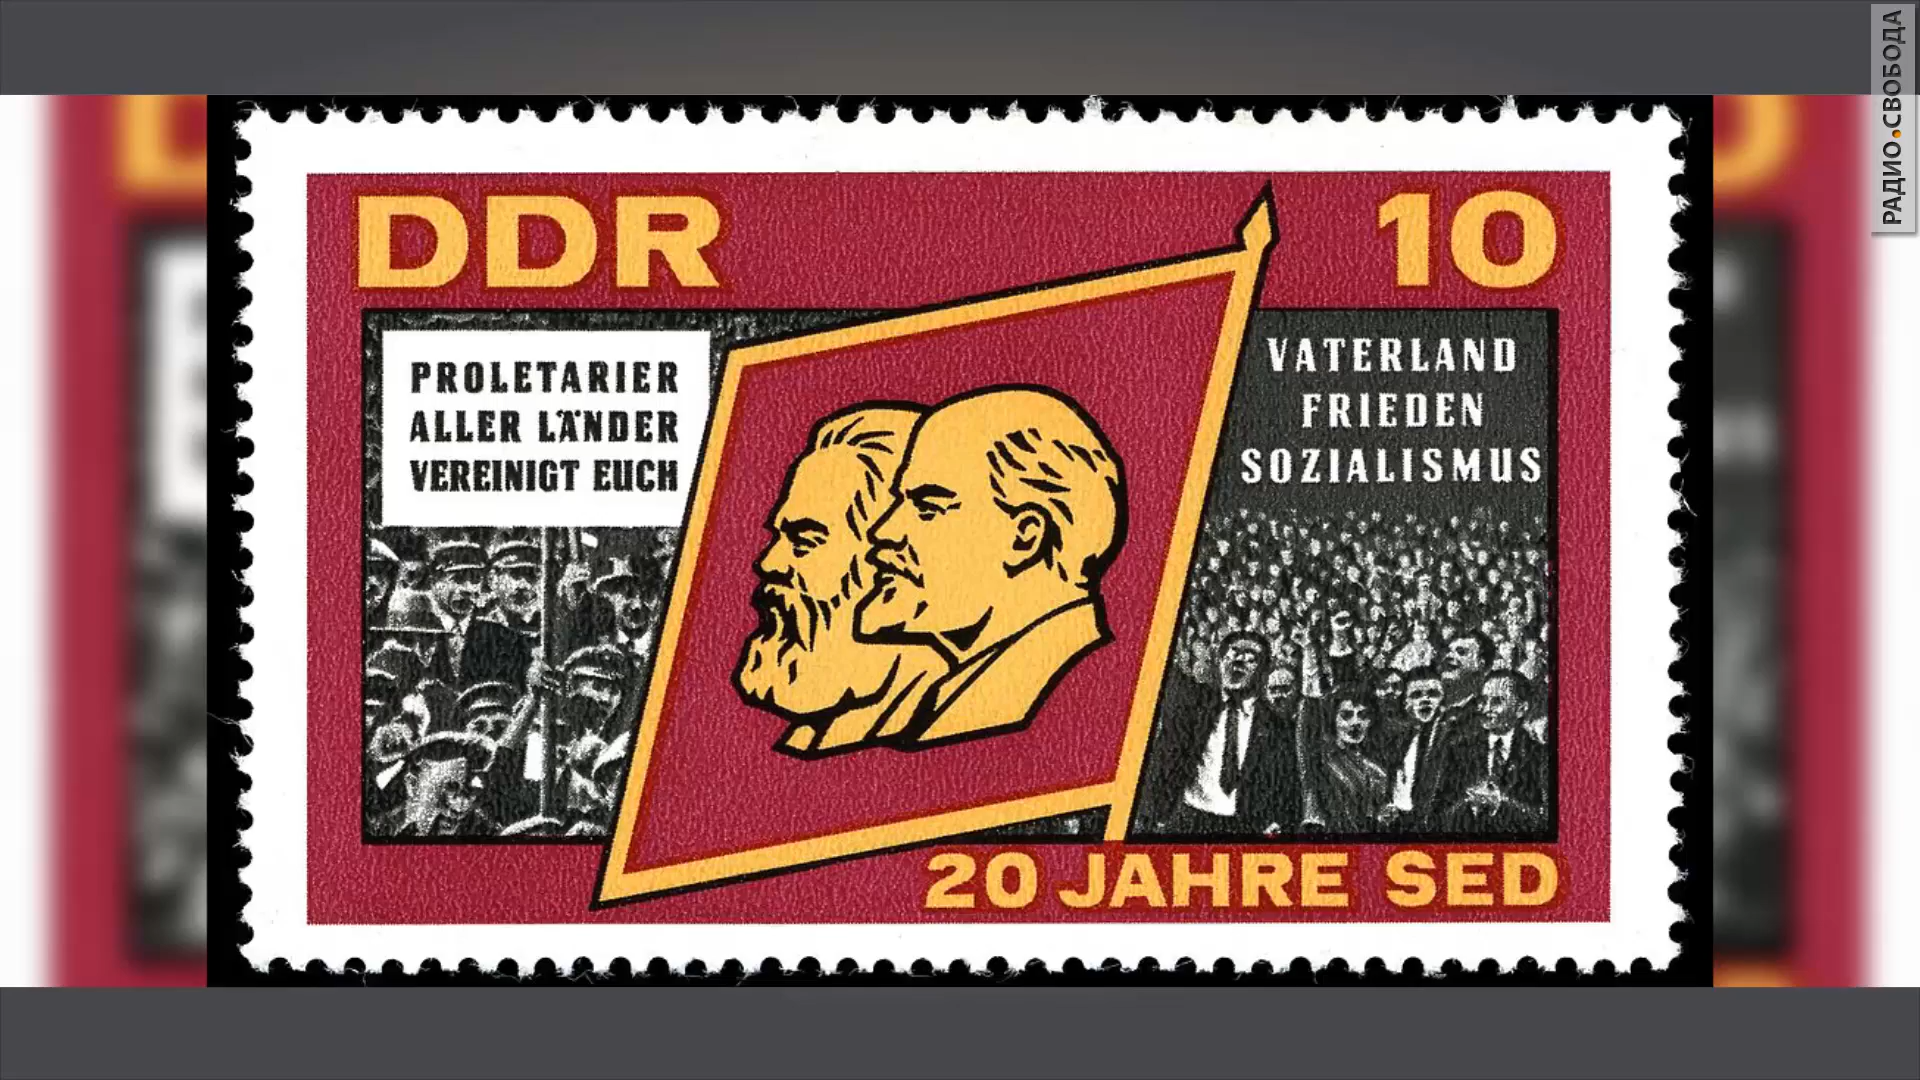 DDR
10
PROLETARIER
ALLER LÄNDER
VEREINIGT EUCH
VATERLAND
FRIEDEN
SOZIALISMUS
20 JAHRE SED
РАДИО СВОБОДА